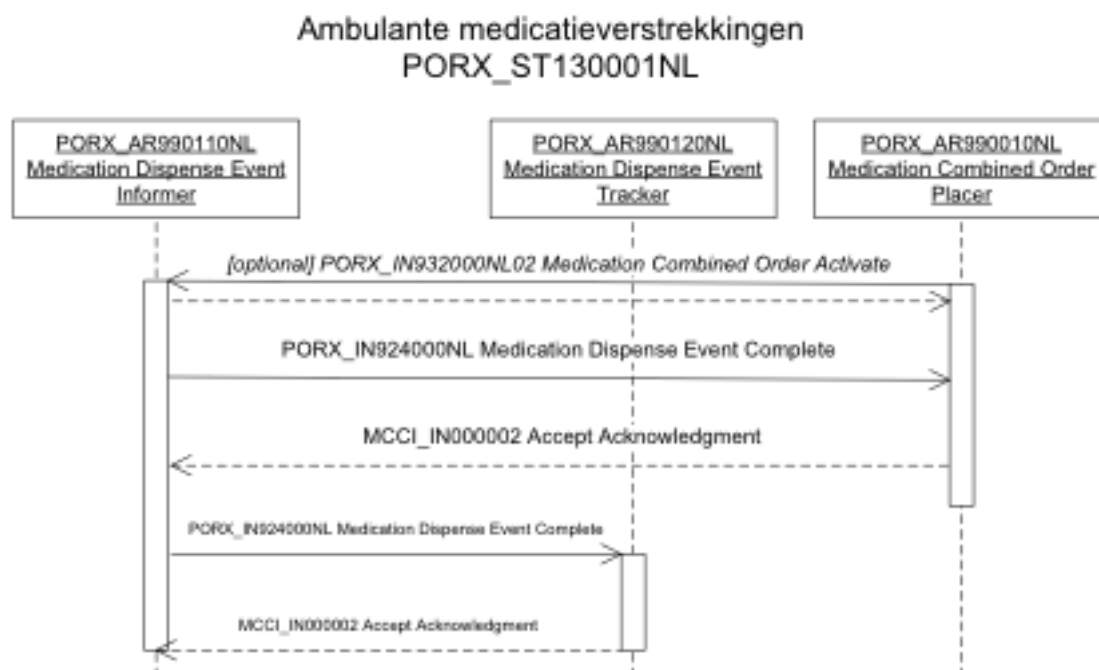 Ambulante medicatieverstrekkingen
PORX_ST130001NL
PORX_AR990110NL
Medication Dispense Event
Informer
PORX_AR990120NL
Medication Dispense Event
Tracker
PORX_AR990010NL
Medication Combined Order
Placer
[optional] PORX_IN932000NL02 Medication Combined Order Activate
PORX_IN924000NL Medication Dispense Event Complete
MCCI_IN000002 Accept Acknowledgment
PORX_IN924000NL Medication Dispense Event Complete
MCCI_IN000002 Accept Acknowledgment